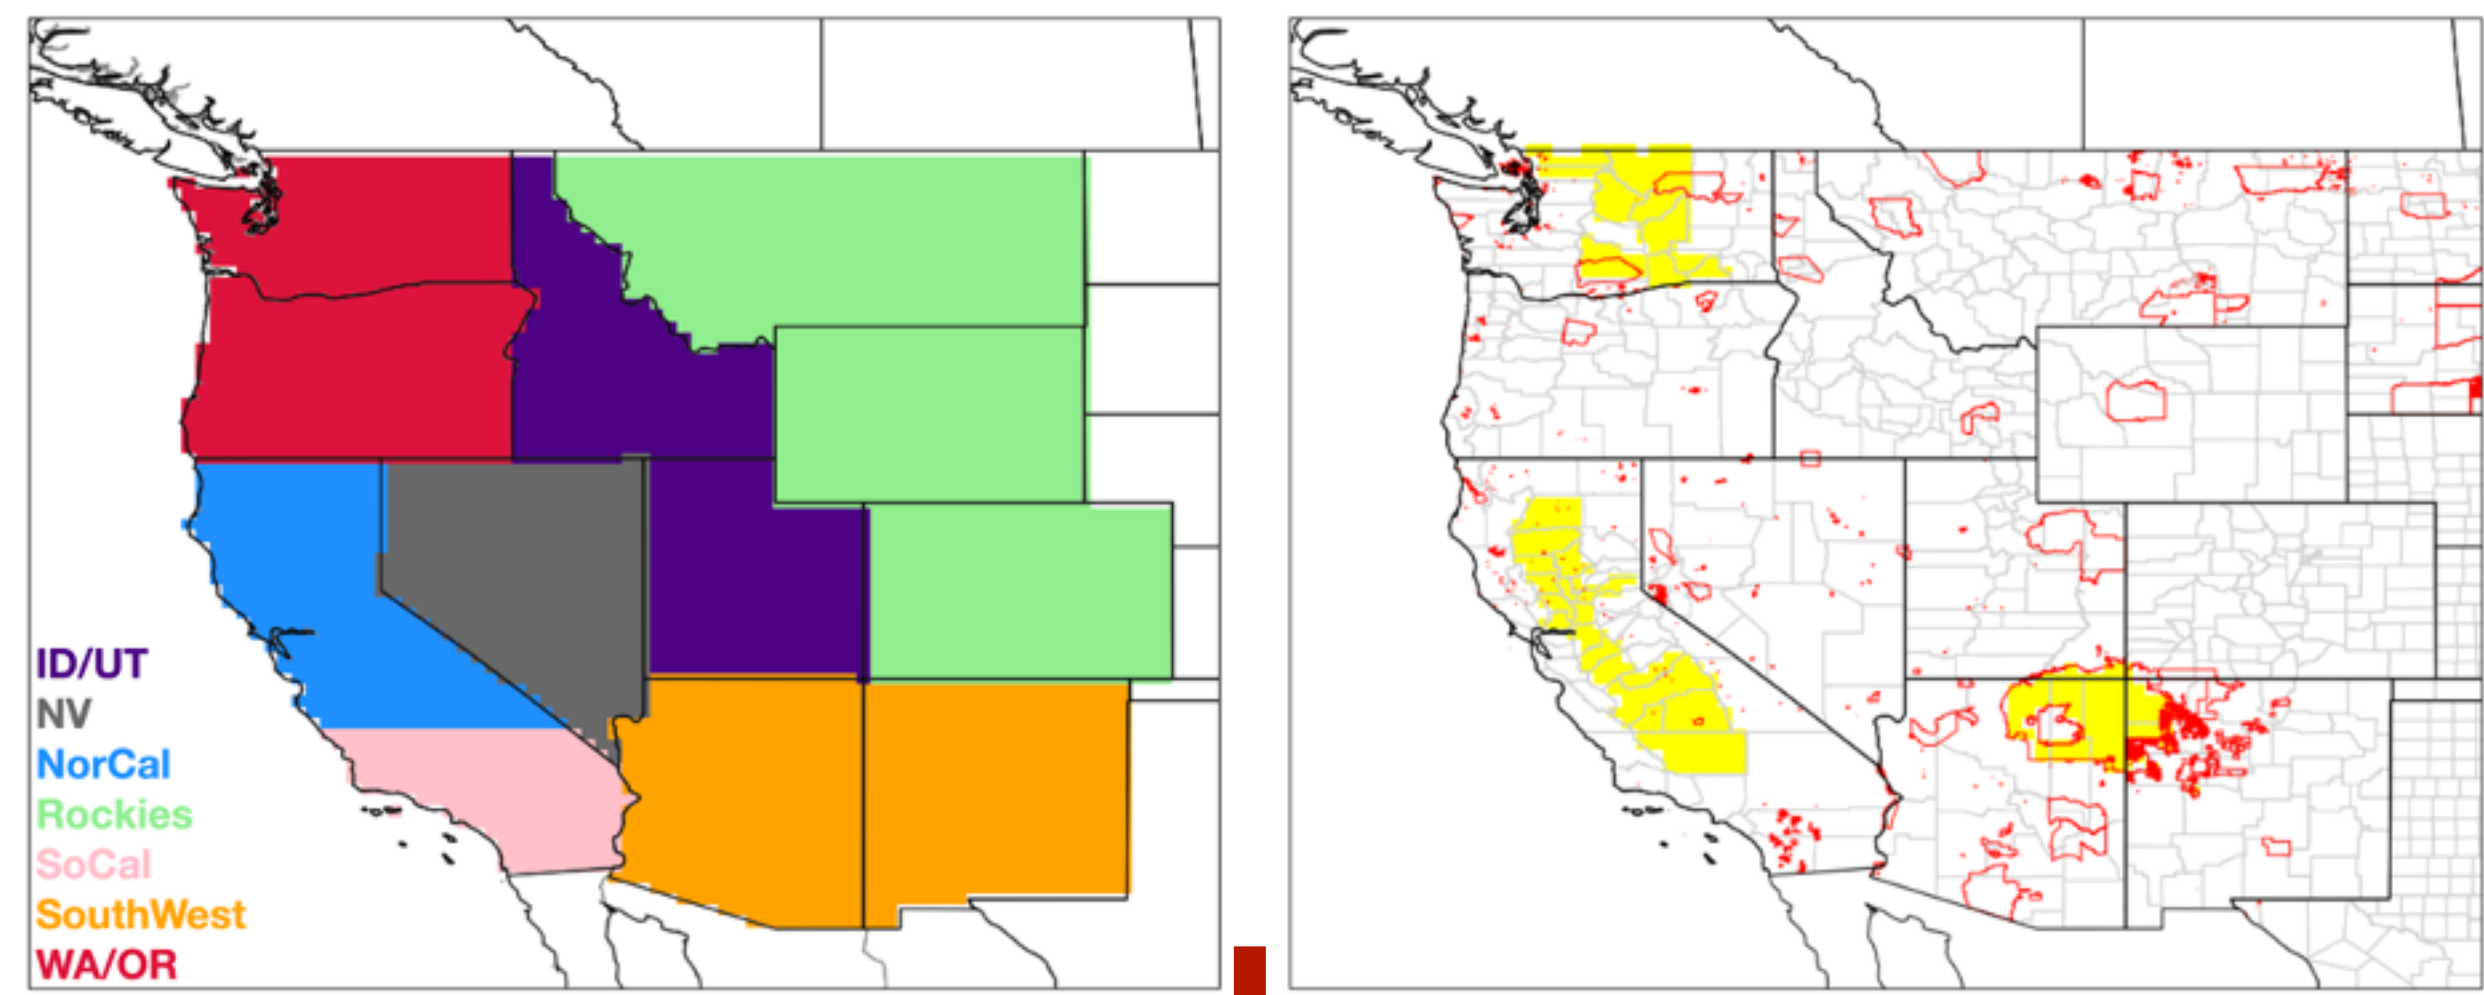 ID/UT
NV
NorCal
Rockies
SoCal
SouthWest
WA/OR